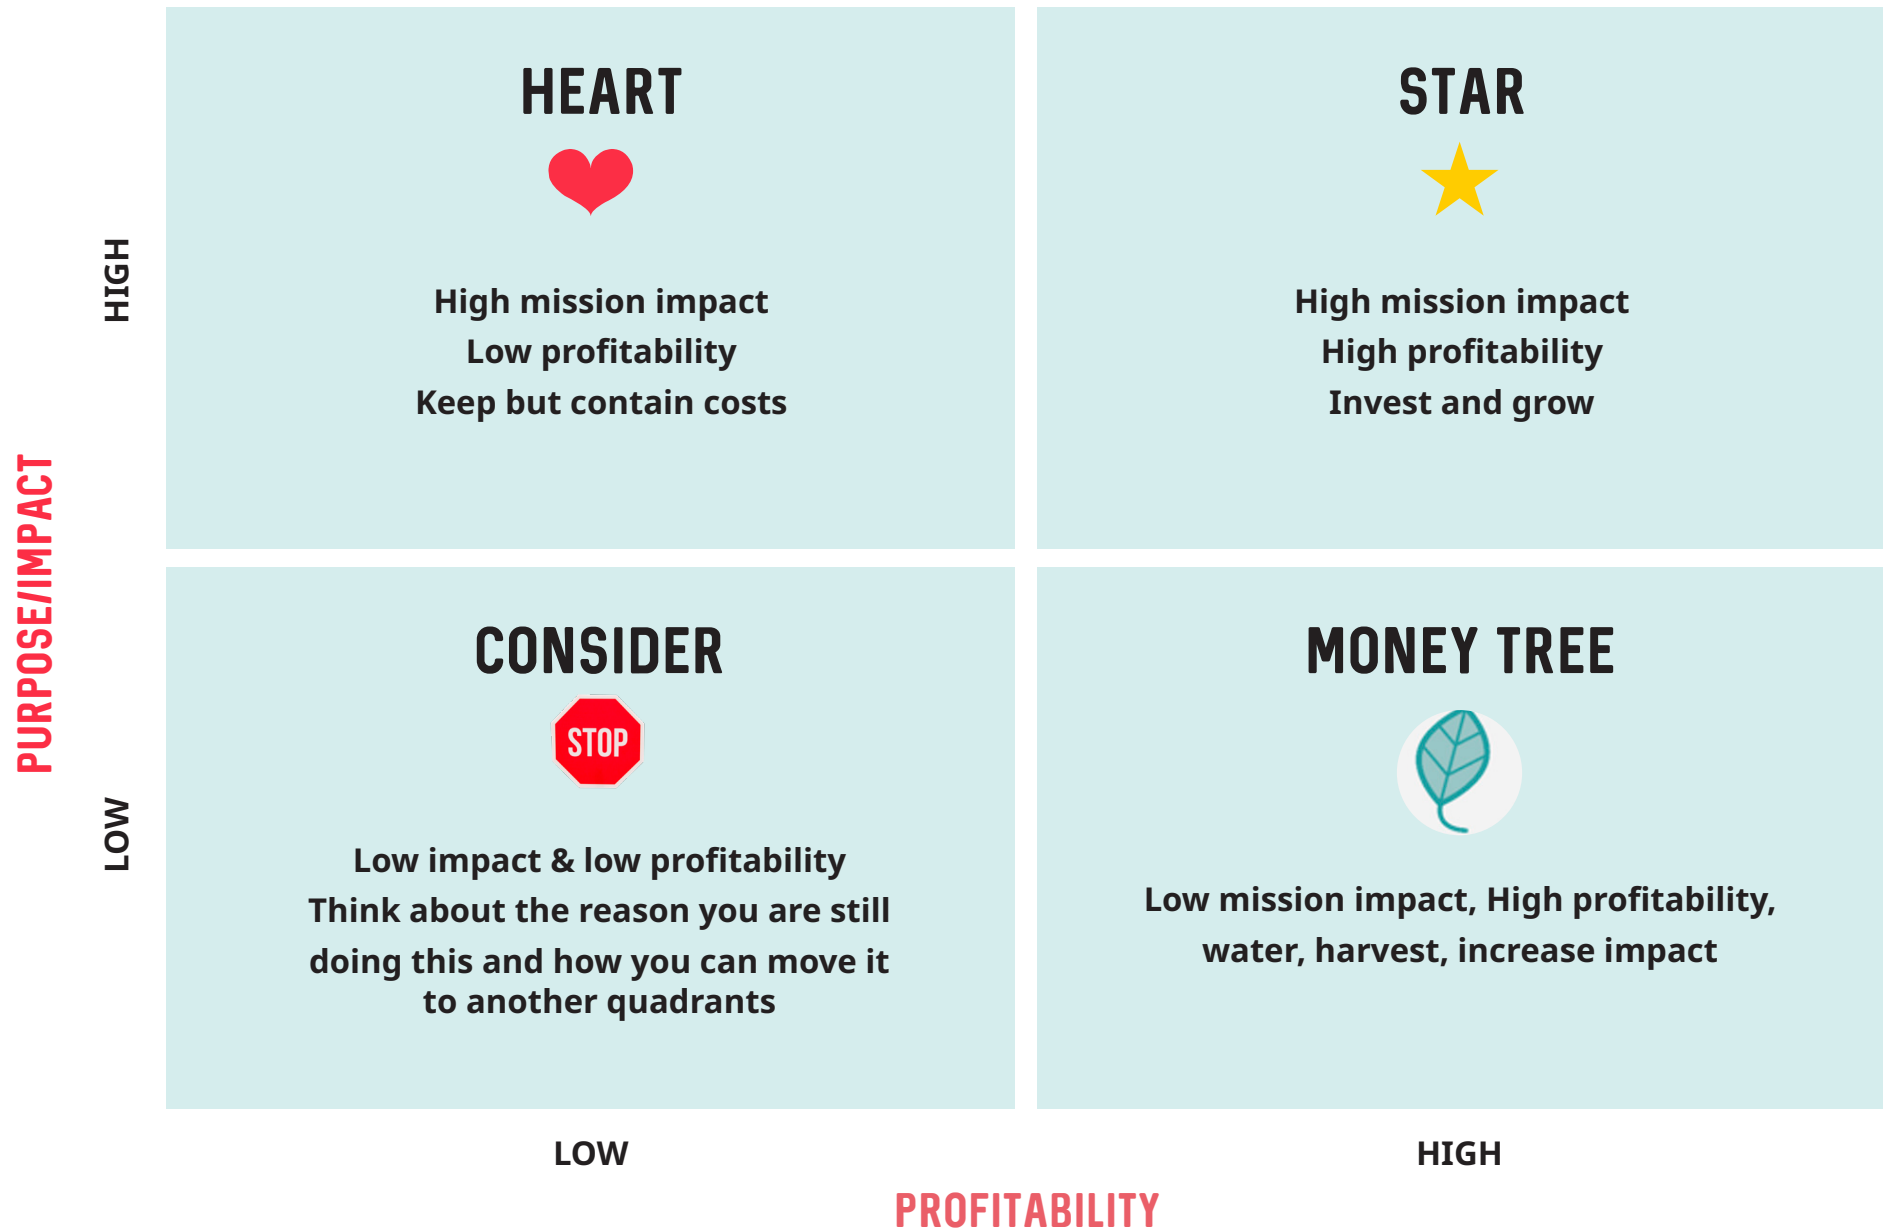 HEART
High mission impact
Low profitability
Keep but contain costs
STAR
High mission impact
High profitability
Invest and grow
HIGH
PURPOSE/IMPACT
LOW
CONSIDER
STOP
Low impact & low profitability
Think about the reason you are still
doing this and how you can move it
to another quadrants
MONEY TREE
Low mission impact, High profitability,
water, harvest, increase impact
LOW
HIGH
PROFITABILITY